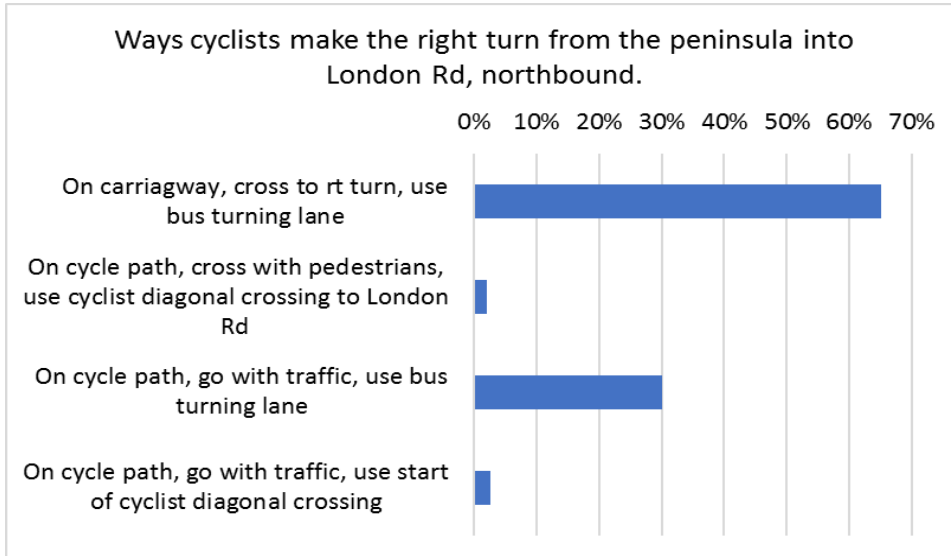 Ways cyclists make the right turn from the peninsula into
London Rd, northbound.
0% 10% 20% 30% 40% 50% 60% 70%
On carriagway, cross to rt turn, use
bus turning lane
On cycle path, cross with pedestrians,
use cyclist diagonal crossing to London
Rd
On cycle path, go with traffic, use bus
turning lane
On cycle path, go with traffic, use start
of cyclist diagonal crossing